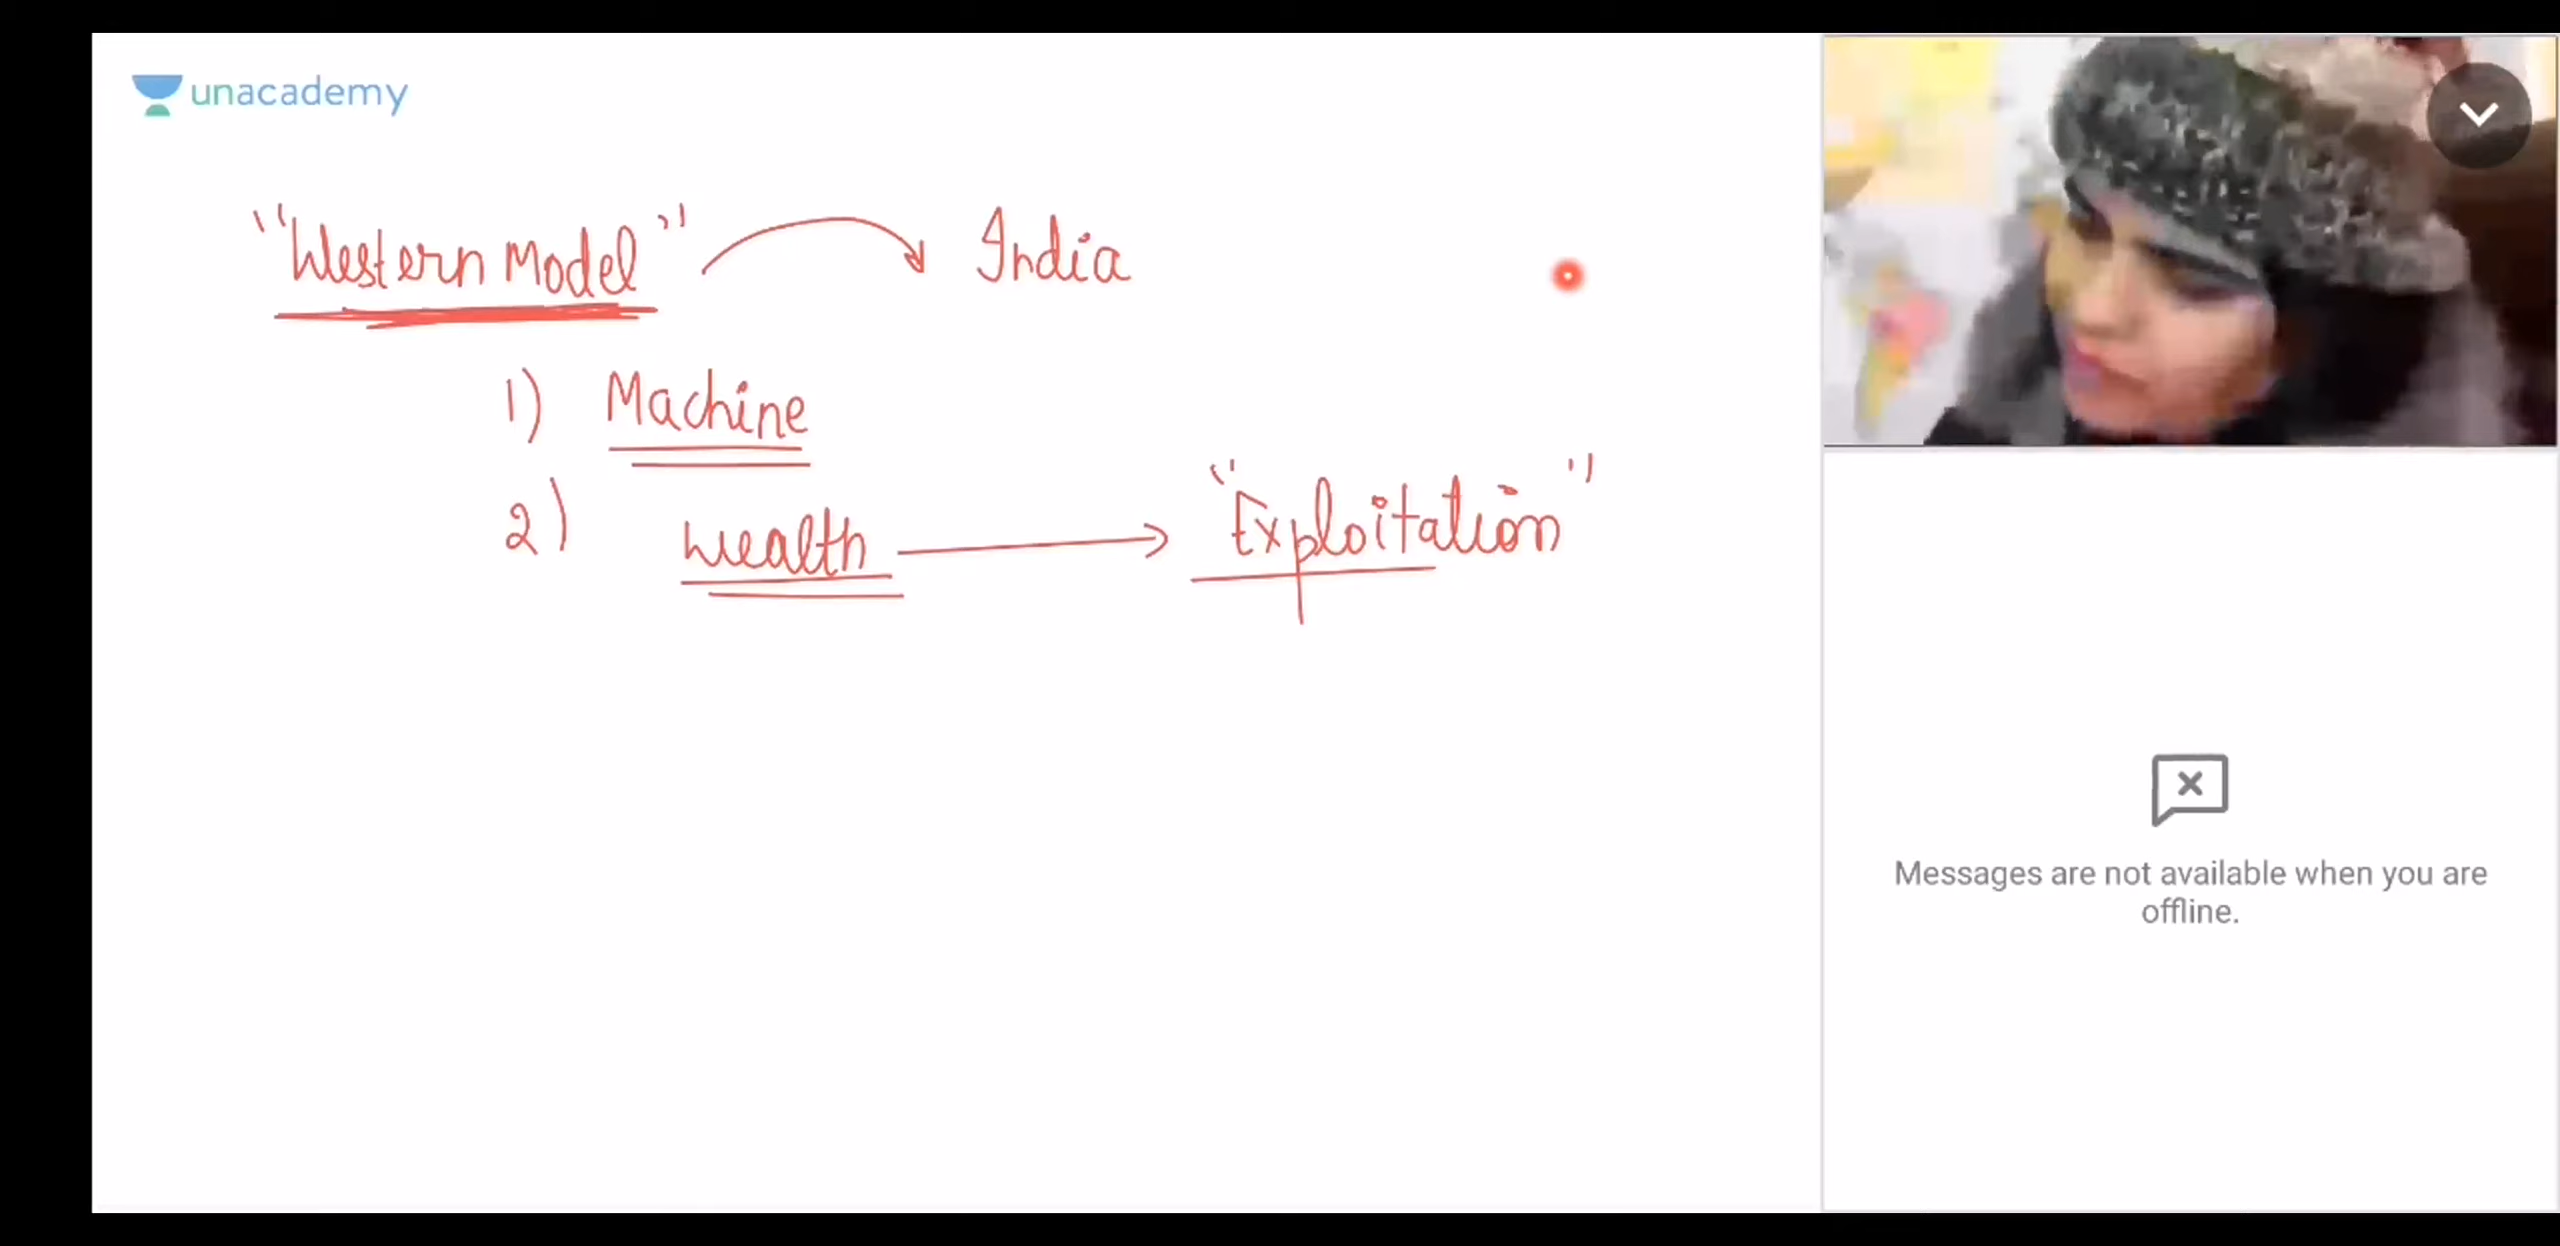 unacademy
"Western Model" India
1) Machine
2) Wealth "Exploitation"
Messages are not available when you are
offline.